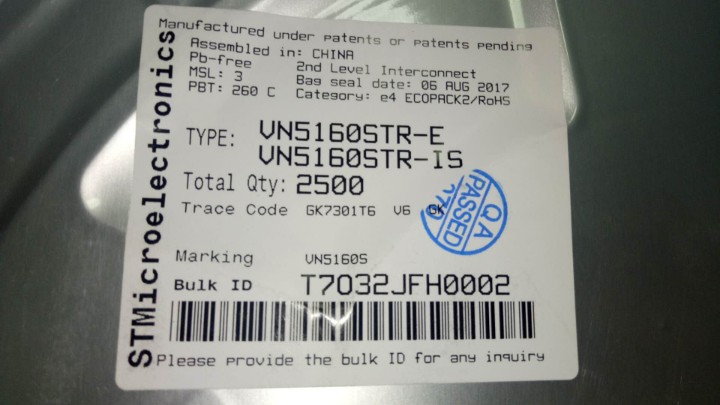 STMicroelectronics
Manufactured under patents or patents pending
Assembled in: CHINA
Pb-free 2nd Level Interconnect
MSL: 3 Bag seal date: 06 AUG 2017
PBT: 260 C Category: e4 ECOPACK2/RoHS
TYPE: VN5160STR-E
VN5160STR-IS
Total Qty: 2500
Trace Code GK7301T6 V6 GK
QA
PASSED
Marking VN5160S
Bulk ID T7032JFH0002
Please provide the bulk ID for any inquiry